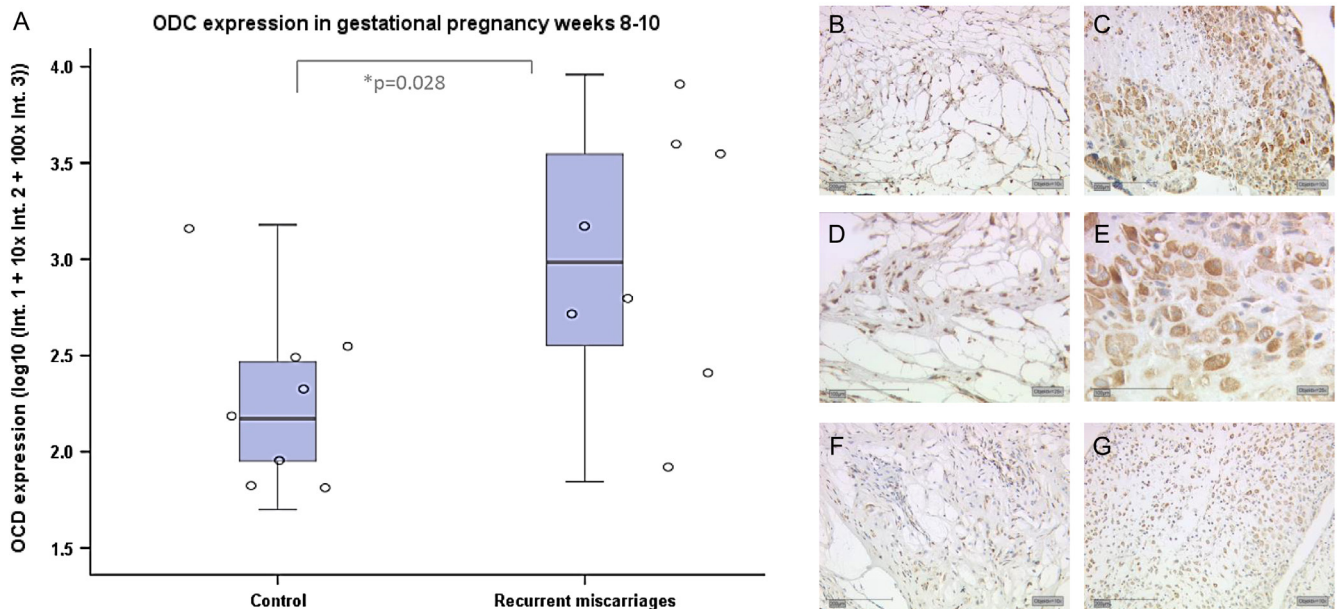 A
ODC expression in gestational pregnancy weeks 8-10
OCD expression (log10 (Int. 1 + 10x Int. 2 + 100x Int. 3))
4.0
3.5
3.0
2.5
2.0
1.5
*p=0.028
Control
Recurrent miscarriages
B
C
D
E
F
G